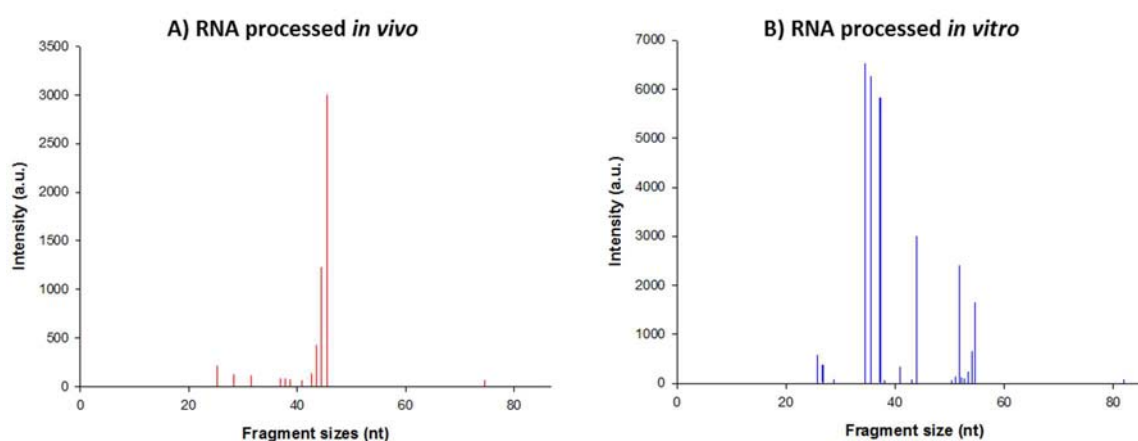 A) RNA processed in vivo
3500
3000
2500
2000
1500
1000
500
0
Intensity (a.u.)
0 20 40 60 80
Fragment sizes (nt)
B) RNA processed in vitro
7000
6000
5000
4000
3000
2000
1000
0
Intensity (a.u.)
0 20 40 60 80
Fragment size (nt)